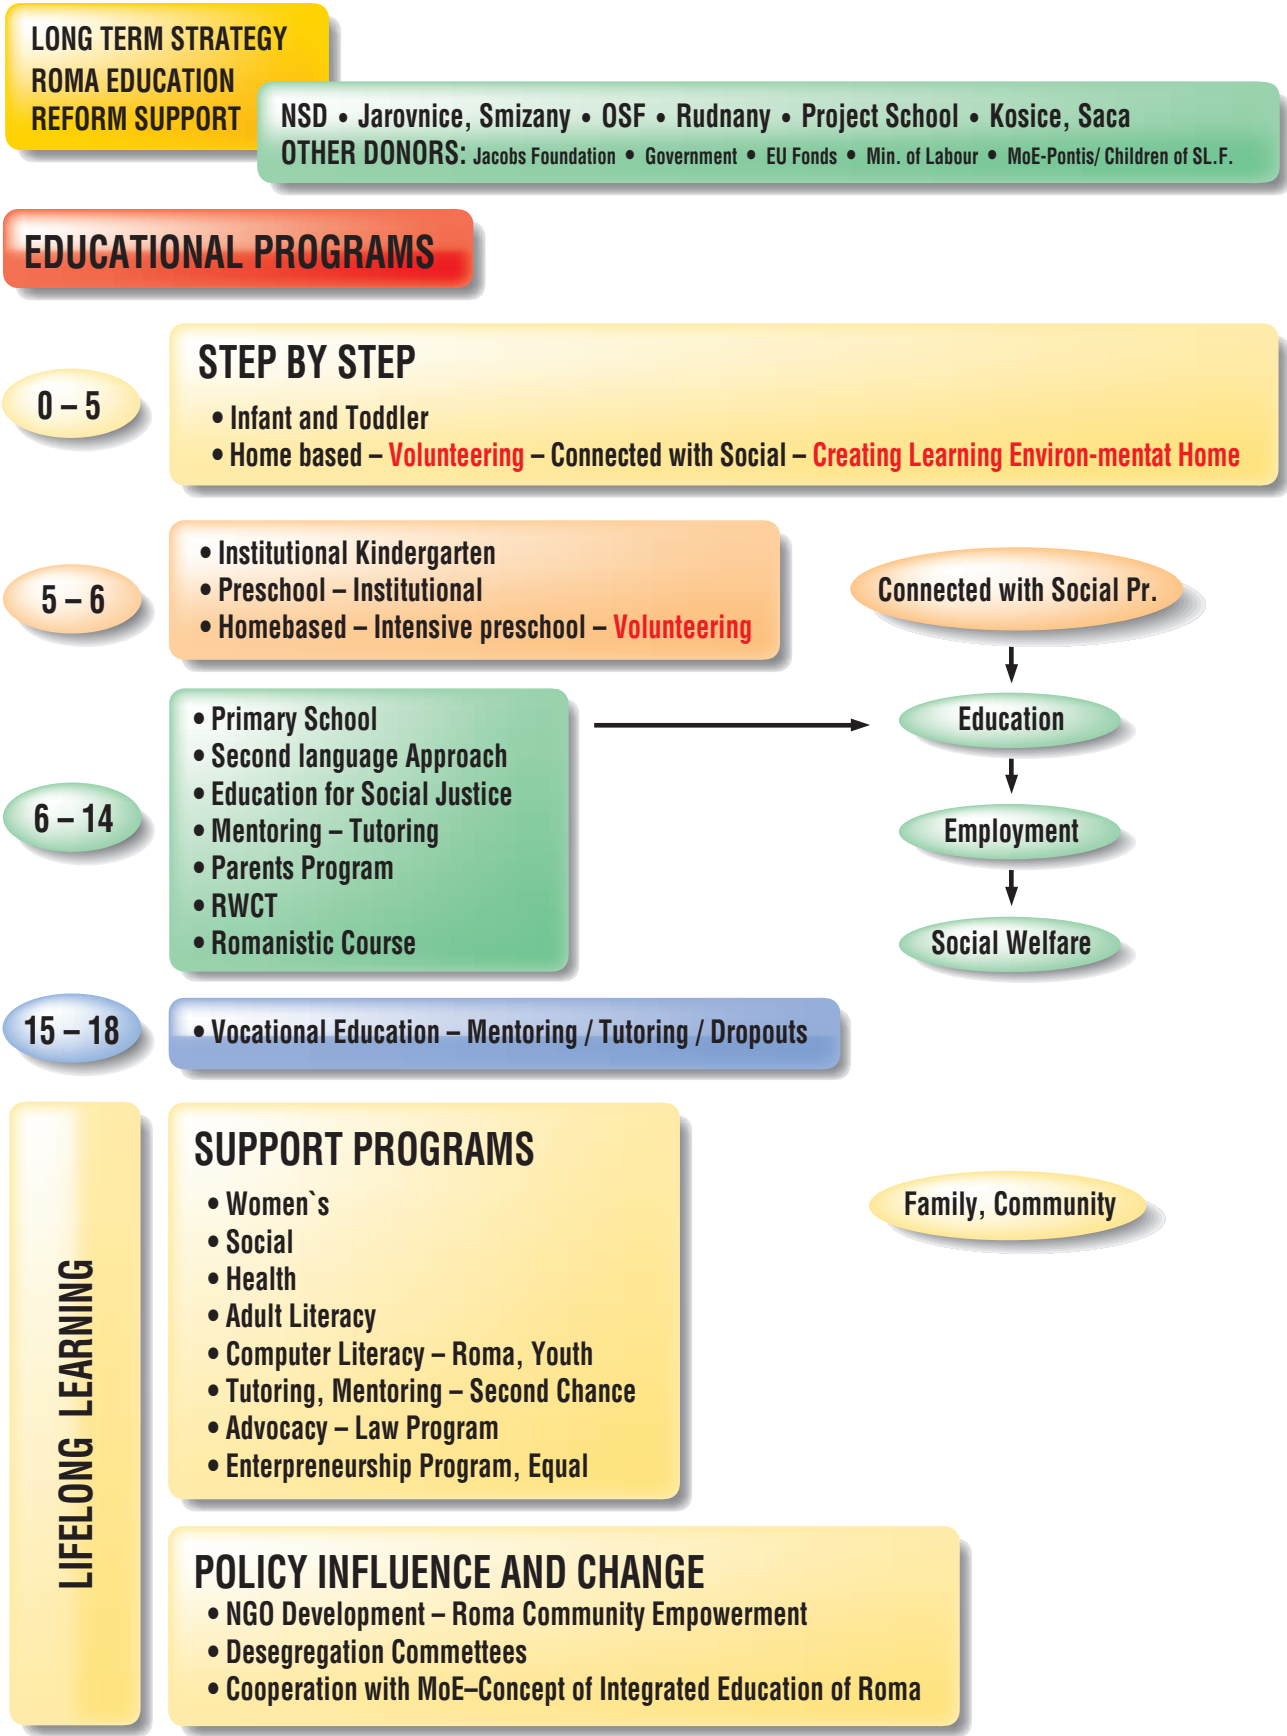 LONG TERM STRATEGY
ROMA EDUCATION
REFORM SUPPORT
NSD • Jarovnice, Smizany • OSF • Rudnany • Project School • Kosice, Saca
OTHER DONORS: Jacobs Foundation • Government • EU Fonds • Min. of Labour • MoE-Pontis/ Children of SL.F.
EDUCATIONAL PROGRAMS
0 – 5
STEP BY STEP
• Infant and Toddler
• Home based – Volunteering – Connected with Social – Creating Learning Environ-mentat Home
5 – 6
• Institutional Kindergarten
• Preschool – Institutional
• Homebased – Intensive preschool – Volunteering
Connected with Social Pr.
6 – 14
• Primary School
• Second language Approach
• Education for Social Justice
• Mentoring – Tutoring
• Parents Program
• RWCT
• Romanistic Course
Education
Employment
Social Welfare
15 – 18
• Vocational Education – Mentoring / Tutoring / Dropouts
LIFELONG LEARNING
SUPPORT PROGRAMS
• Women`s
• Social
• Health
• Adult Literacy
• Computer Literacy – Roma, Youth
• Tutoring, Mentoring – Second Chance
• Advocacy – Law Program
• Enterpreneurship Program, Equal
Family, Community
POLICY INFLUENCE AND CHANGE
• NGO Development – Roma Community Empowerment
• Desegregation Commettees
• Cooperation with MoE–Concept of Integrated Education of Roma